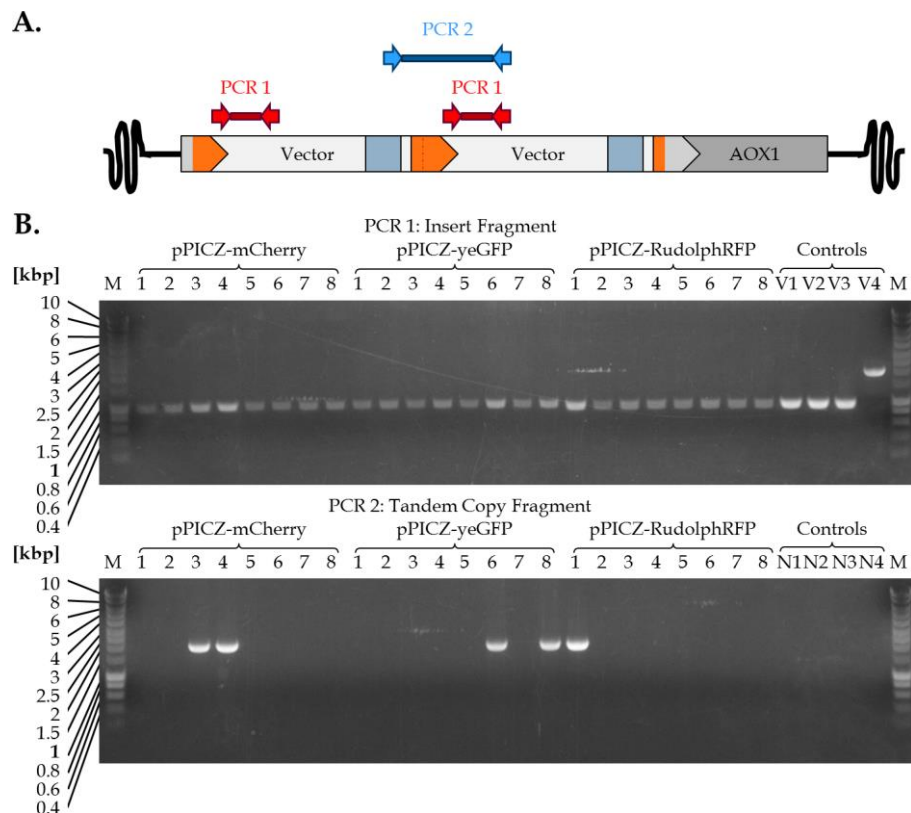 A.
PCR 2
PCR 1 PCR 1
Vector Vector AOX1
B.
PCR 1: Insert Fragment
pPICZ-mCherry pPICZ-yeGFP pPICZ-RudolphRFP Controls
[kbp] M 1 2 3 4 5 6 7 8 1 2 3 4 5 6 7 8 1 2 3 4 5 6 7 8 V1 V2 V3 V4 M
10
8
6
5
4
3
2.5
2
1.5
1
0.8
0.6
0.4
PCR 2: Tandem Copy Fragment
pPICZ-mCherry pPICZ-yeGFP pPICZ-RudolphRFP Controls
[kbp] M 1 2 3 4 5 6 7 8 1 2 3 4 5 6 7 8 1 2 3 4 5 6 7 8 N1 N2 N3 N4 M
10
8
6
5
4
3
2.5
2
1.5
1
0.8
0.6
0.4